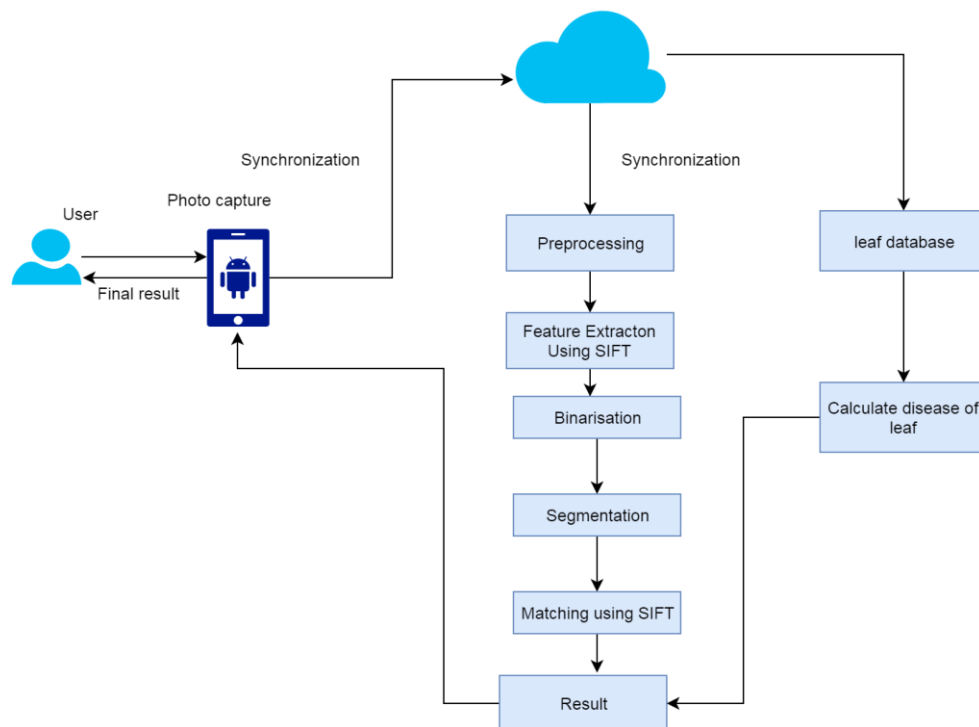 Synchronization
Synchronization
Photo capture
User
Final result
Preprocessing
leaf database
Feature Extracton
Using SIFT
Binarisation
Calculate disease of
leaf
Segmentation
Matching using SIFT
Result